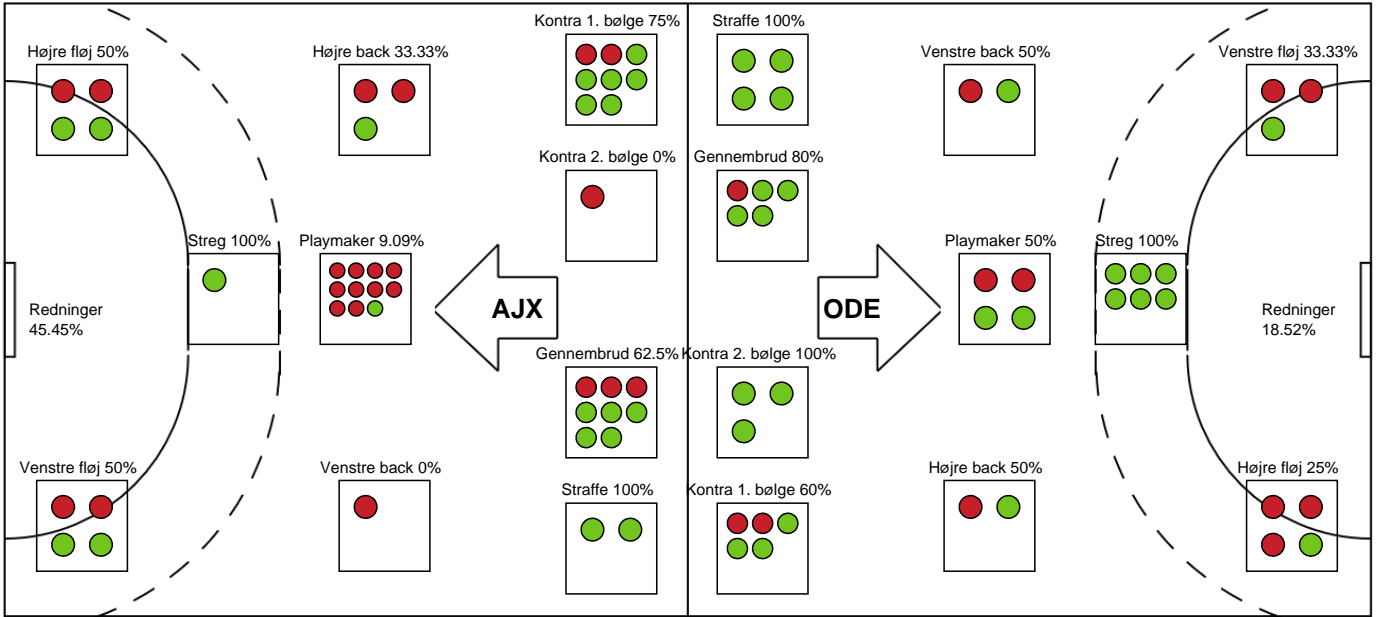 Kontra 1. bølge 75%
Straffe 100%
Højre fløj 50%
Højre back 33.33%
Venstre back 50%
Venstre fløj 33.33%
Kontra 2. bølge 0%
Gennembrud 80%
Streg 100%
Playmaker 9.09%
Playmaker 50%
Streg 100%
Redninger
45.45%
AJX
ODE
Redninger
18.52%
Gennembrud 62.5%
Kontra 2. bølge 100%
Venstre fløj 50%
Venstre back 0%
Højre back 50%
Højre fløj 25%
Straffe 100%
Kontra 1. bølge 60%